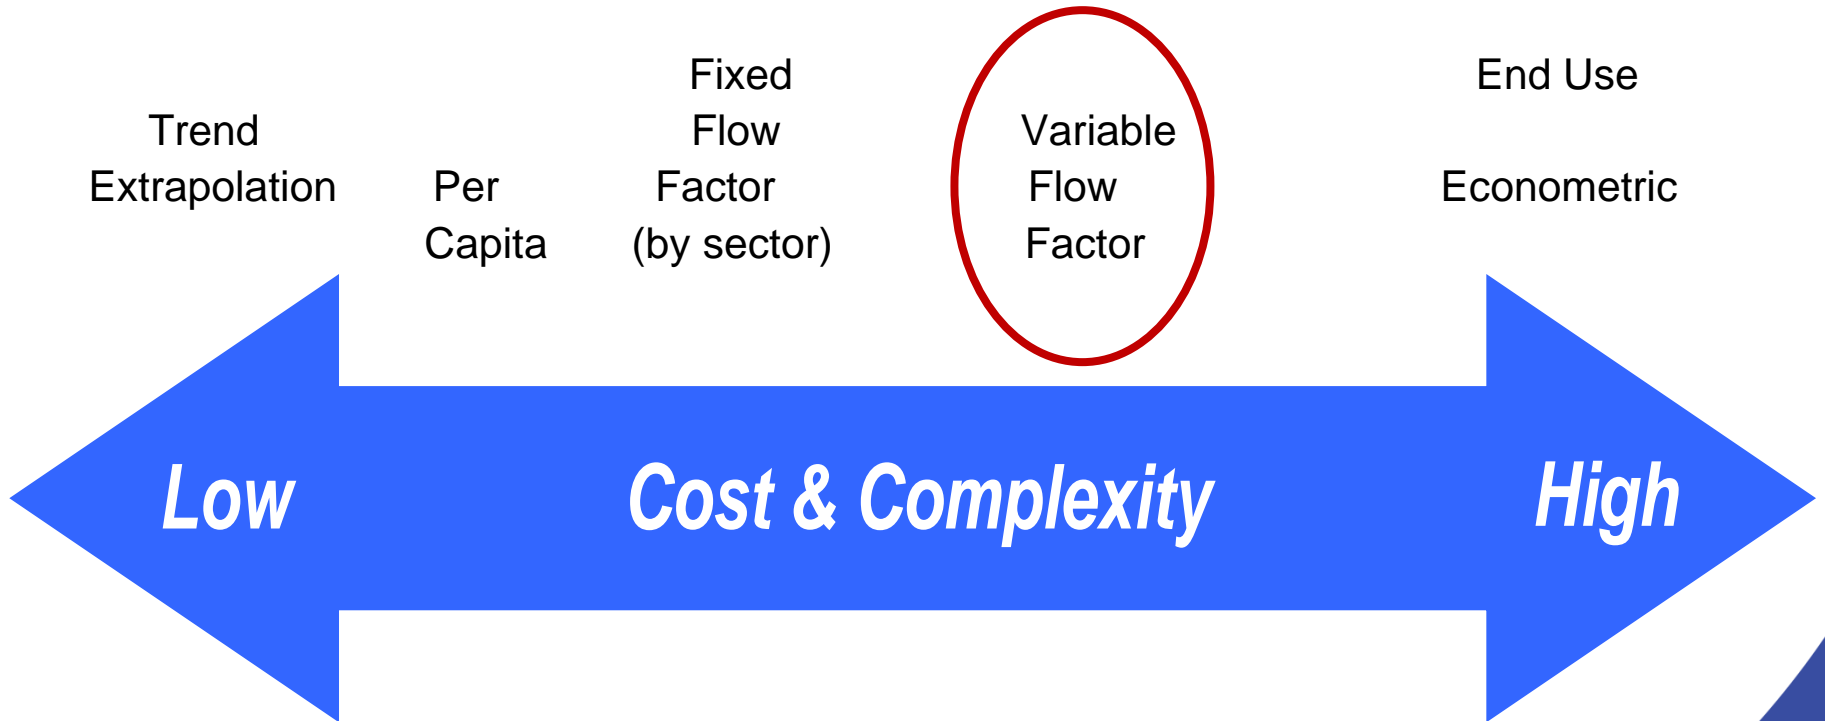 Trend
Extrapolation
Per
Capita
Fixed
Flow
Factor
(by sector)
Variable
Flow
Factor
End Use
Econometric
Low
Cost & Complexity
High